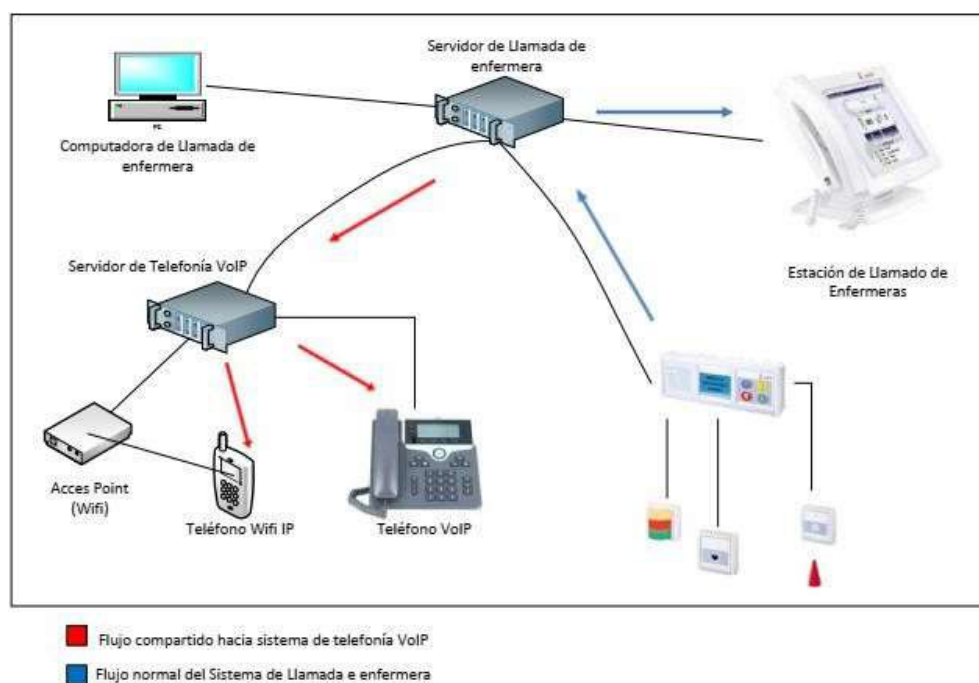 Servidor de Llamada de
enfermera
PC
Computadora de Llamada de
enfermera
Servidor de Telefonía VoIP
Estación de Llamado de
Enfermeras
Acces Point
(Wifi)
Teléfono Wifi IP
Teléfono VoIP
Flujo compartido hacia sistema de telefonía VoIP
Flujo normal del Sistema de Llamada e enfermera